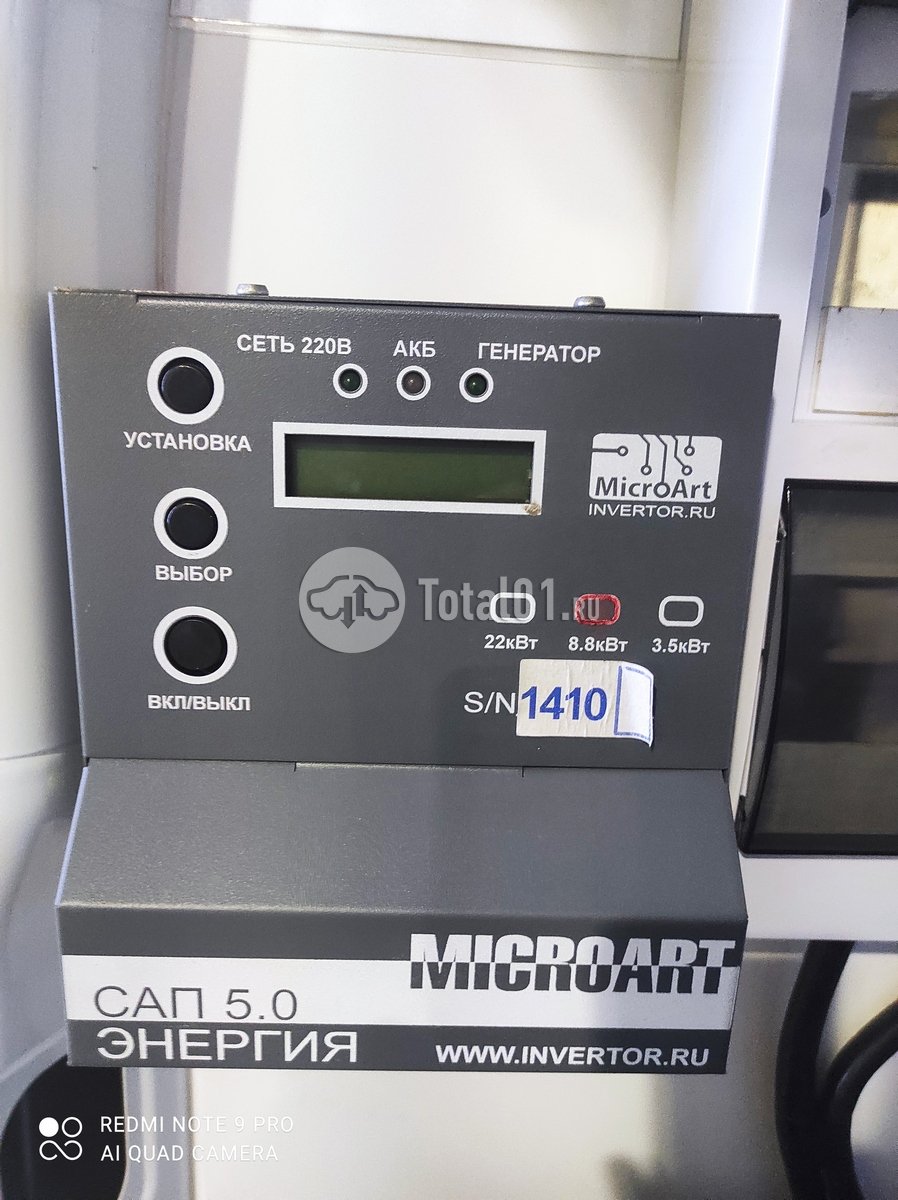 СЕТЬ 220В АКБ ГЕНЕРАТОР
УСТАНОВКА
MicroArt
INVERTOR.RU
ВЫБОР
Total01.ru
22кВт 8.8кВт 3.5кВт
ВКЛ/ВЫКЛ
S/N 1410
MICROART
САП 5.0
ЭНЕРГИЯ
WWW.INVERTOR.RU
REDMI NOTE 9 PRO
AI QUAD CAMERA